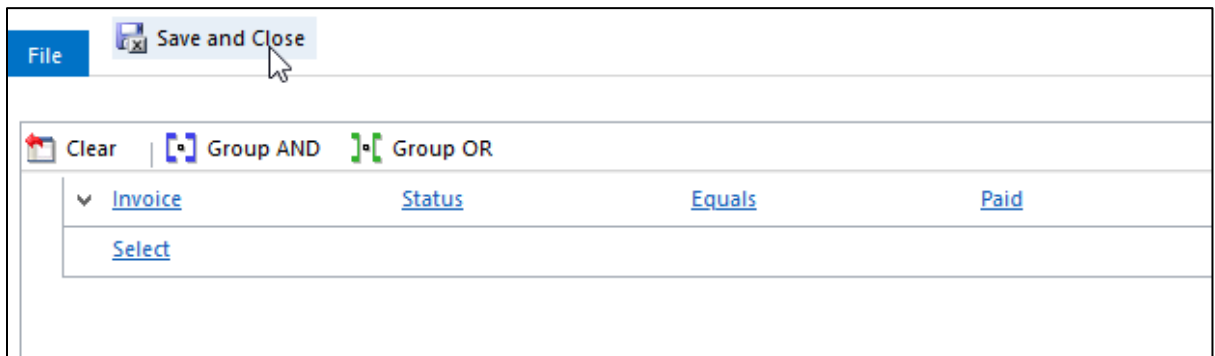 Save and Close
File
Clear Group AND Group OR
Invoice Status Equals Paid
Select